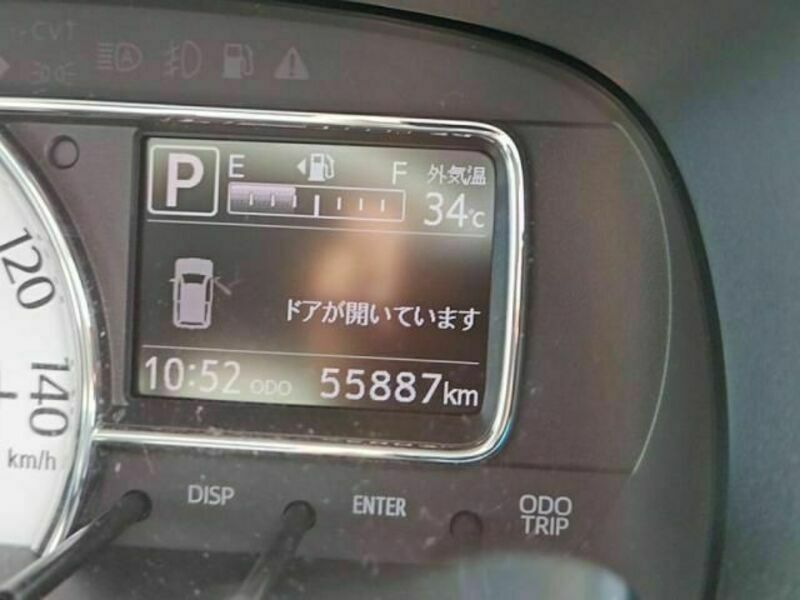 CVT
P
E
F
外気温
34℃
ドアが開いています
10:52 ODO 55887km
120
140
km/h
DISP
ENTER
ODO
TRIP